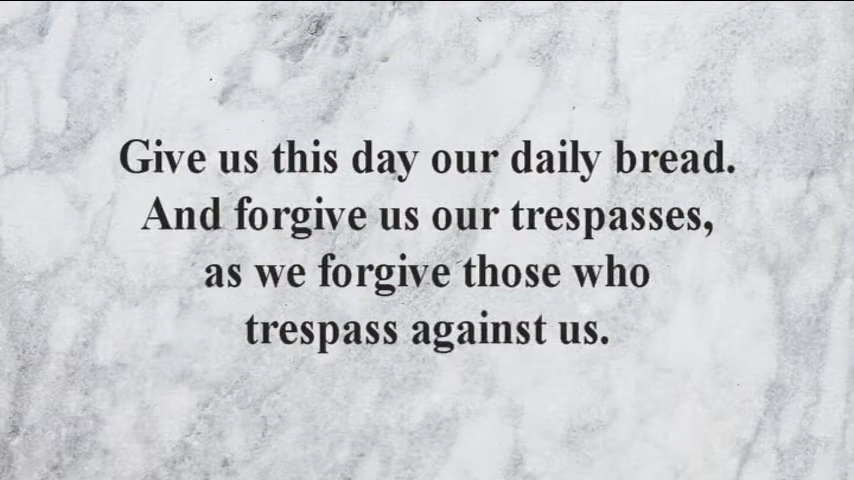 Give us this day our daily bread.
And forgive us our trespasses,
as we forgive those who
trespass against us.